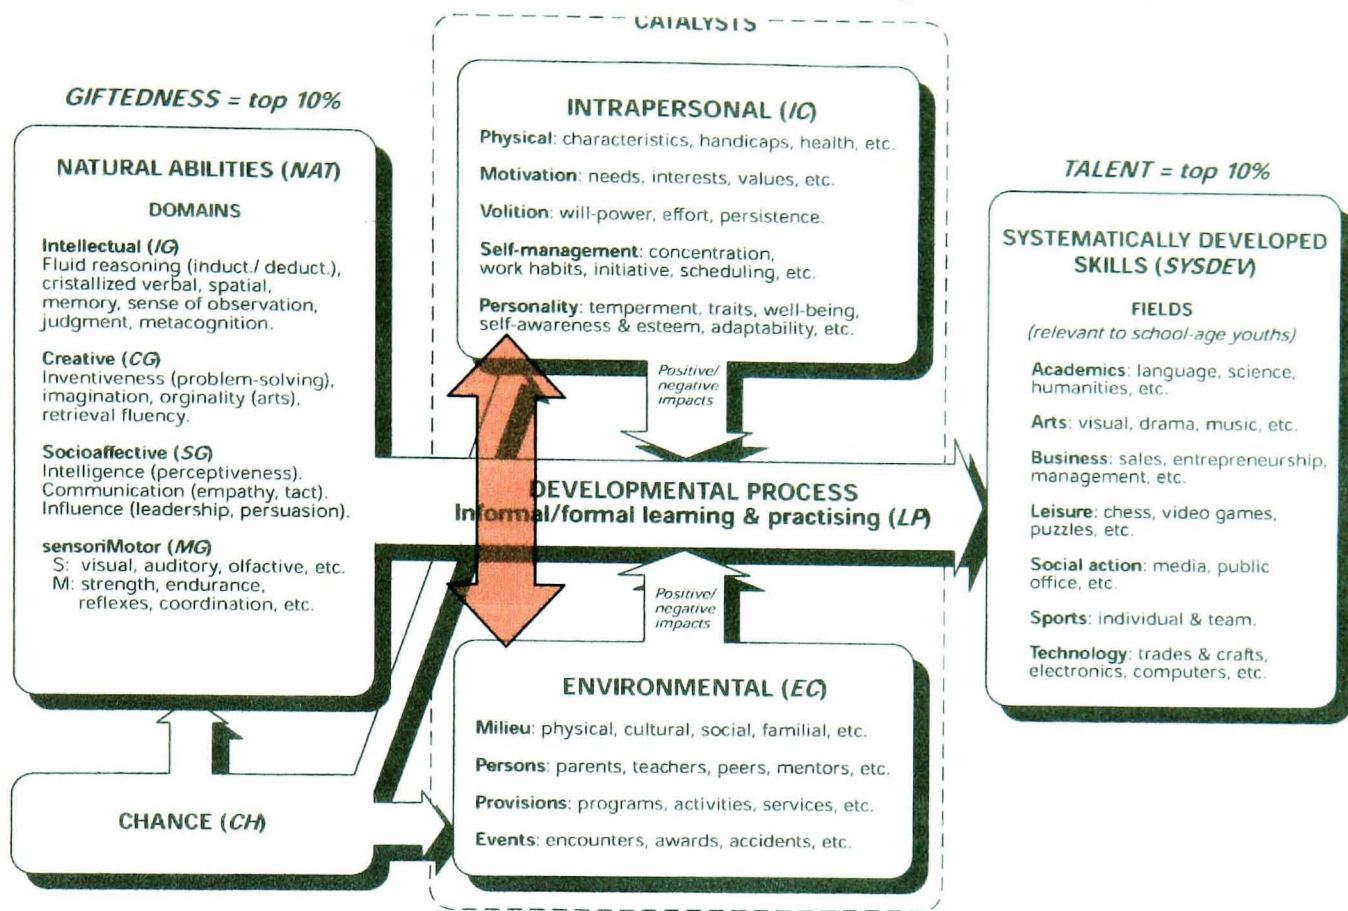 CATALYSTS
GIFTEDNESS = top 10%
NATURAL ABILITIES (NAT)
DOMAINS
Intellectual (IG)
Fluid reasoning (induct./ deduct.),
cristallized verbal, spatial,
memory, sense of observation,
judgment, metacognition.
Creative (CG)
Inventiveness (problem-solving),
imagination, orginality (arts),
retrieval fluency.
Socioaffective (SG)
Intelligence (perceptiveness).
Communication (empathy, tact).
Influence (leadership, persuasion).
sensoriMotor (MG)
S: visual, auditory, olfactive, etc.
M: strength, endurance,
reflexes, coordination, etc.
CHANCE (CH)
INTRAPERSONAL (IC)
Physical: characteristics, handicaps, health, etc.
Motivation: needs, interests, values, etc.
Volition: will-power, effort, persistence.
Self-management: concentration,
work habits, initiative, scheduling, etc.
Personality: temperment, traits, well-being,
self-awareness & esteem, adaptability, etc.
Positive/
negative
impacts
DEVELOPMENTAL PROCESS
Informal/formal learning & practising (LP)
Positive/
negative
impacts
ENVIRONMENTAL (EC)
Milieu: physical, cultural, social, familial, etc.
Persons: parents, teachers, peers, mentors, etc.
Provisions: programs, activities, services, etc.
Events: encounters, awards, accidents, etc.
TALENT = top 10%
SYSTEMATICALLY DEVELOPED
SKILLS (SYSDEV)
FIELDS
(relevant to school-age youths)
Academics: language, science,
humanities, etc.
Arts: visual, drama, music, etc.
Business: sales, entrepreneurship,
management, etc.
Leisure: chess, video games,
puzzles, etc.
Social action: media, public
office, etc.
Sports: individual & team.
Technology: trades & crafts,
electronics, computers, etc.